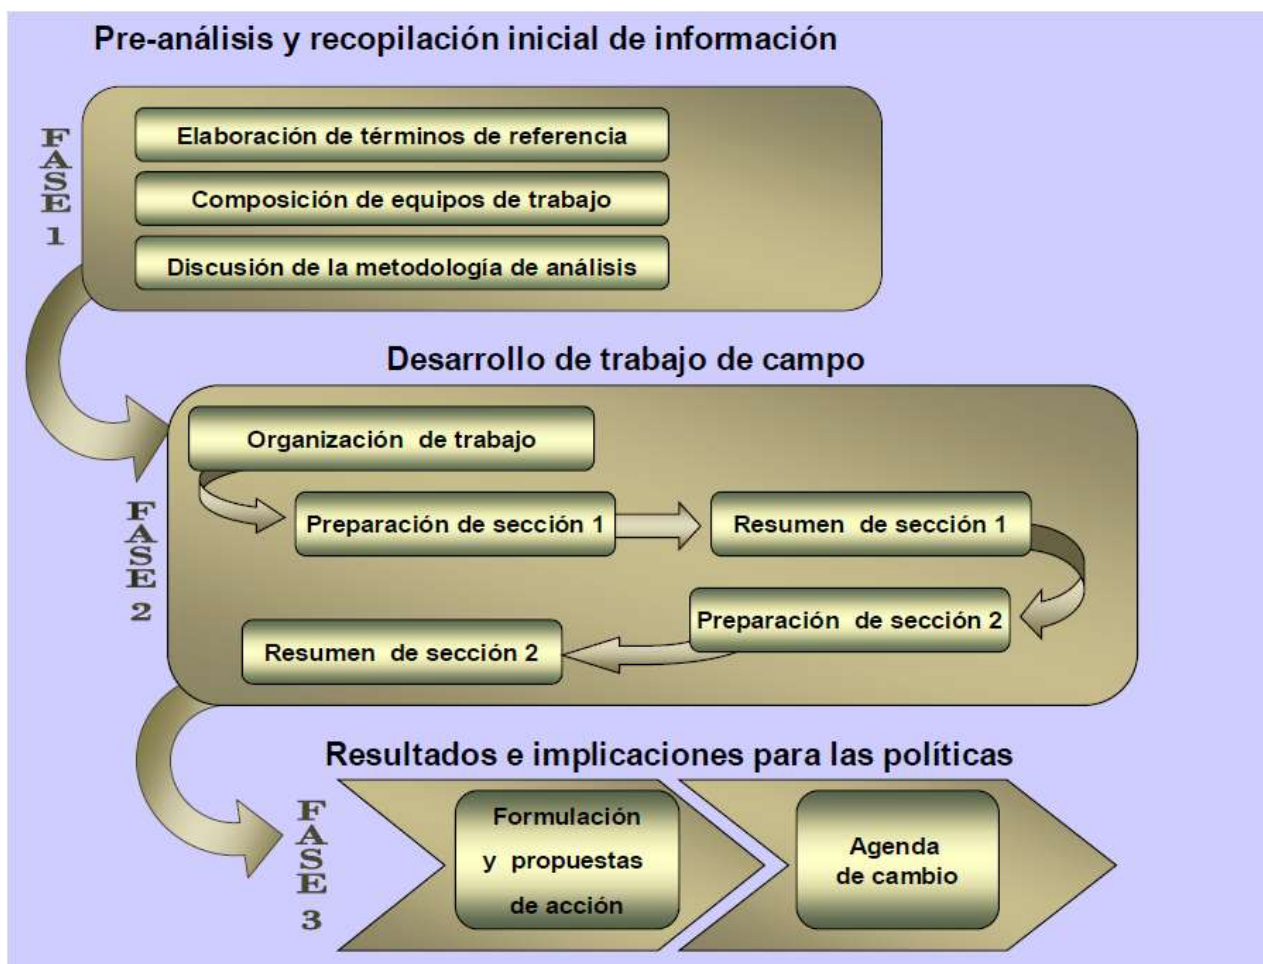 Pre-análisis y recopilación inicial de información
FASE 1
Elaboración de términos de referencia
Composición de equipos de trabajo
Discusión de la metodología de análisis
Desarrollo de trabajo de campo
FASE 2
Organización de trabajo
Preparación de sección 1
Resumen de sección 1
Preparación de sección 2
Resumen de sección 2
Resultados e implicaciones para las políticas
FASE 3
Formulación
y propuestas
de acción
Agenda
de cambio